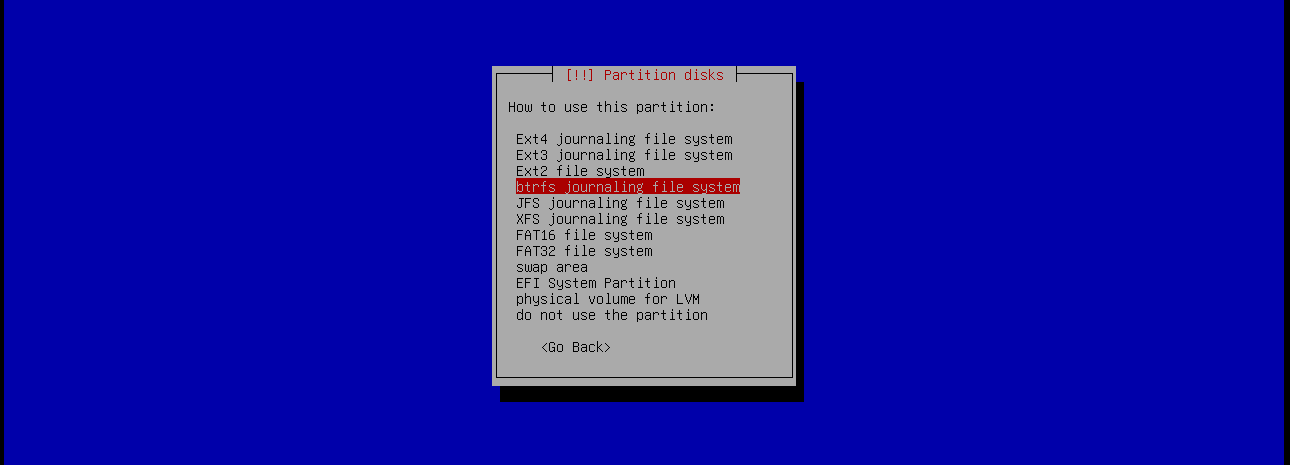 [!!] Partition disks
How to use this partition:
Ext4 journaling file system
Ext3 journaling file system
Ext2 file system
btrfs journaling file system
JFS journaling file system
XFS journaling file system
FAT16 file system
FAT32 file system
swap area
EFI System Partition
physical volume for LVM
do not use the partition
<Go Back>